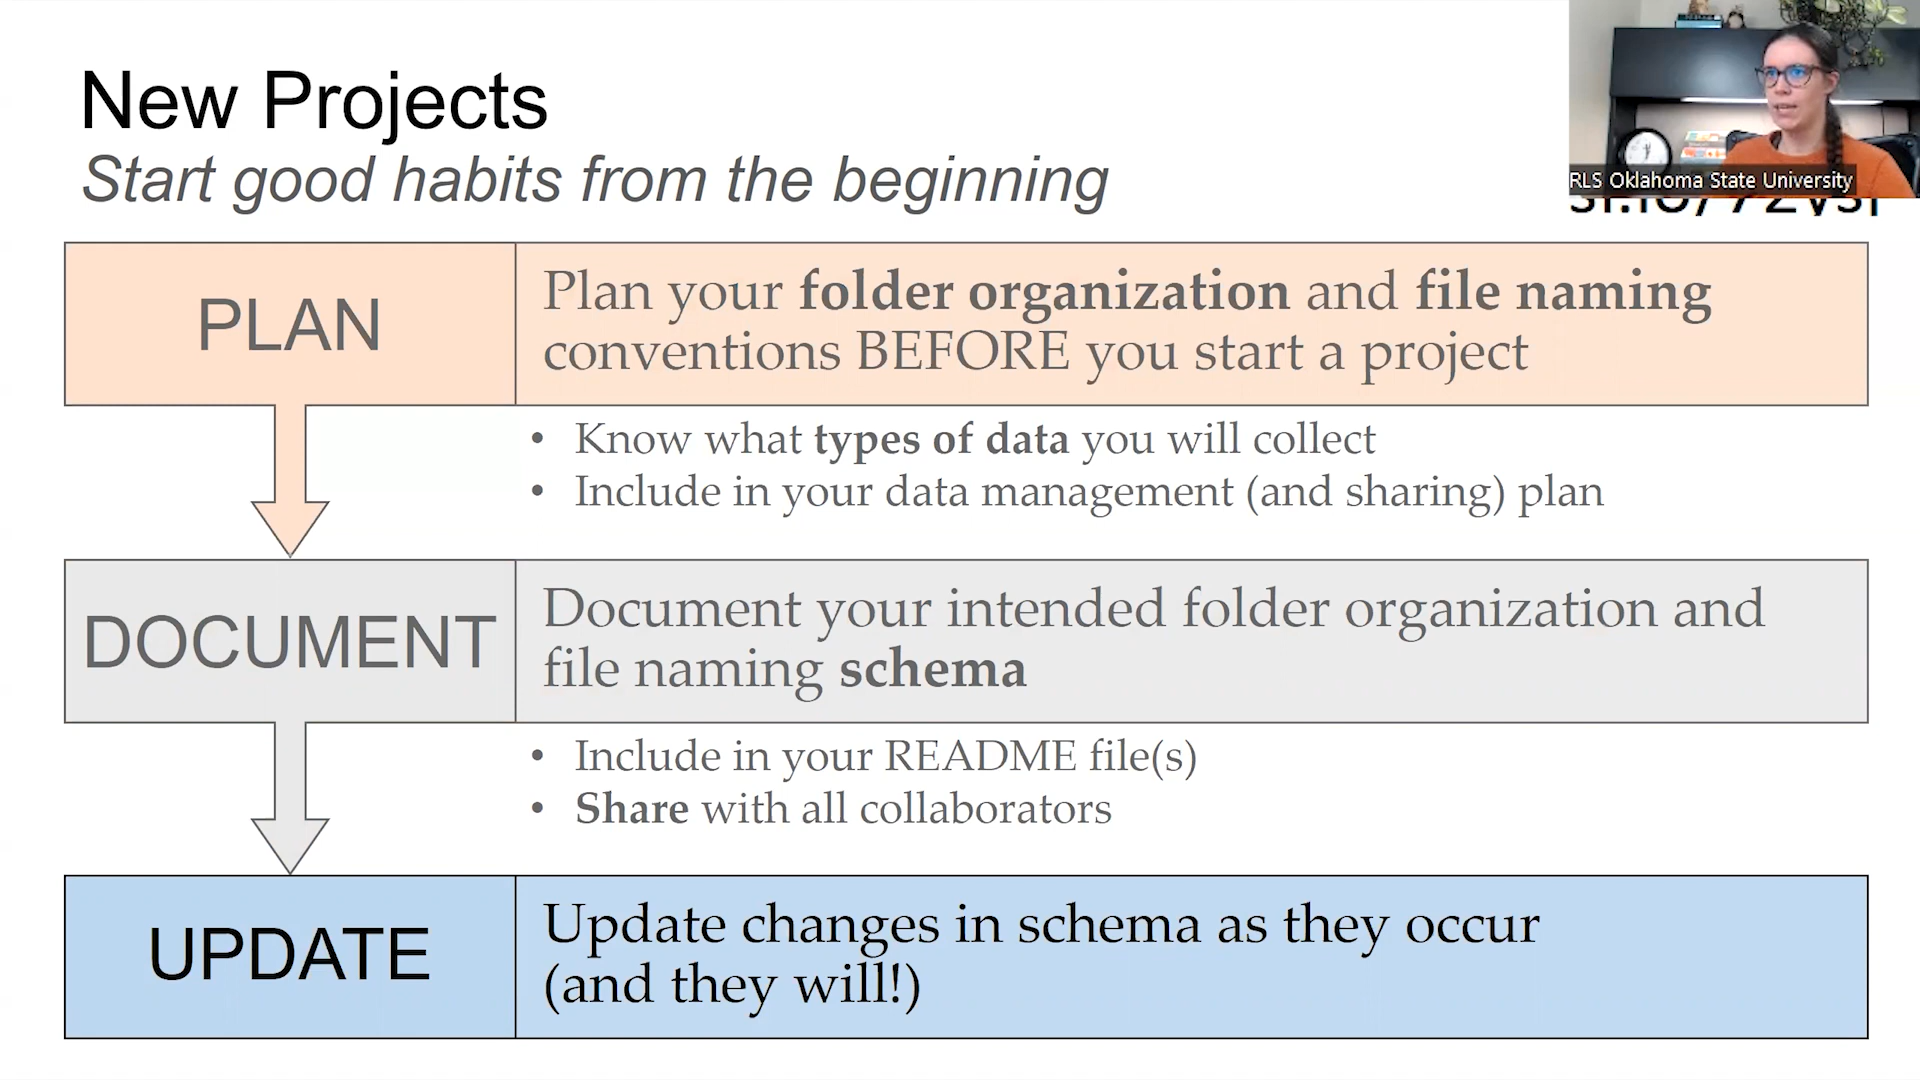 New Projects
Start good habits from the beginning
RLS Oklahoma State University
PLAN
Plan your folder organization and file naming
conventions BEFORE you start a project
• Know what types of data you will collect
• Include in your data management (and sharing) plan
DOCUMENT
Document your intended folder organization and
file naming schema
• Include in your README file(s)
• Share with all collaborators
UPDATE
Update changes in schema as they occur
(and they will!)